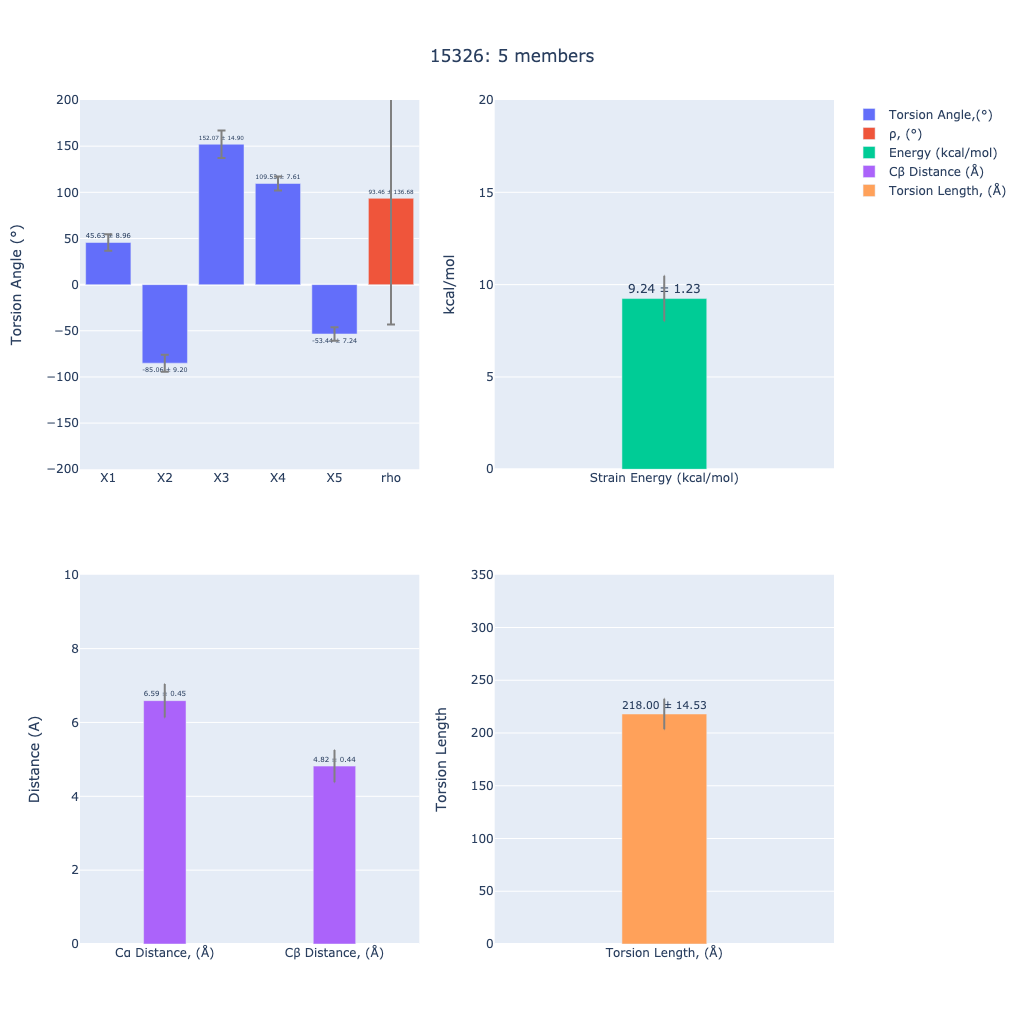 15326: 5 members
200
150
100
50
0
−50
−100
−150
−200
Torsion Angle (°)
45.63 ± 8.96
-85.06 ± 9.20
152.07 ± 14.90
109.53 ± 7.61
-53.44 ± 7.24
93.46 ± 136.68
X1 X2 X3 X4 X5 rho
20
15
10
5
0
kcal/mol
9.24 ± 1.23
Strain Energy (kcal/mol)
Torsion Angle,(°)
ρ, (°)
Energy (kcal/mol)
Cβ Distance (Å)
Torsion Length, (Å)
10
8
6
4
2
0
Distance (A)
6.59 ± 0.45
4.82 ± 0.44
Cα Distance, (Å) Cβ Distance, (Å)
350
300
250
200
150
100
50
0
Torsion Length
218.00 ± 14.53
Torsion Length, (Å)